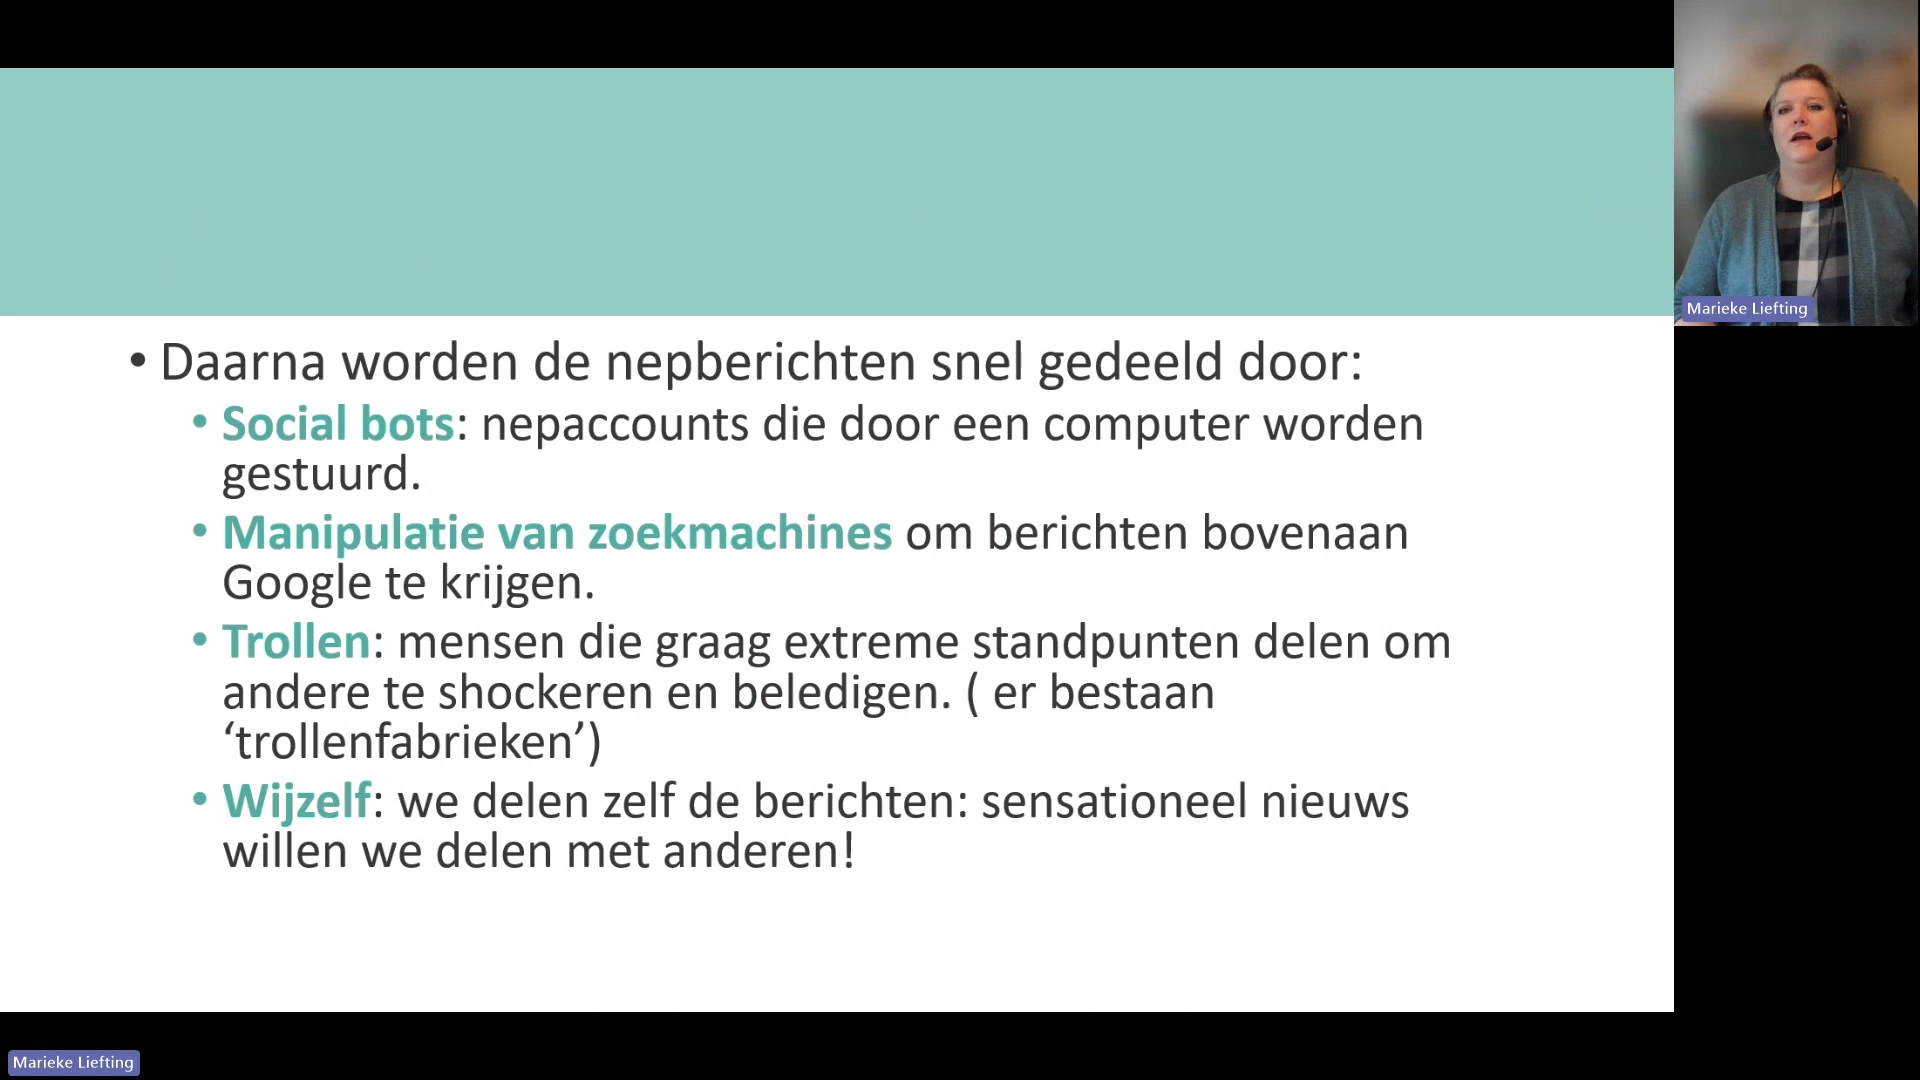 • Daarna worden de nepberichten snel gedeeld door:
• Social bots: nepaccounts die door een computer worden
gestuurd.
• Manipulatie van zoekmachines om berichten bovenaan
Google te krijgen.
• Trollen: mensen die graag extreme standpunten delen om
andere te shockeren en beledigen. ( er bestaan
‘trollenfabrieken’)
• Wijzelf: we delen zelf de berichten: sensationeel nieuws
willen we delen met anderen!
Marieke Liefting
Marieke Liefting